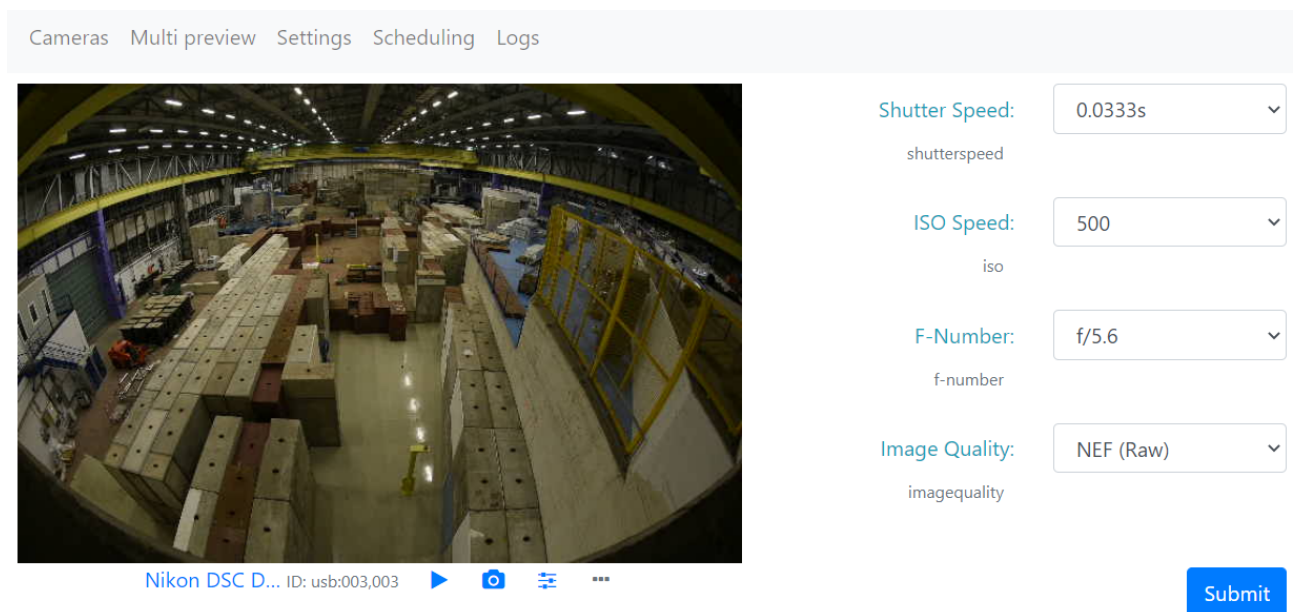 Cameras Multi preview Settings Scheduling Logs
Shutter Speed: 0.0333s
shutterspeed
ISO Speed: 500
iso
F-Number: f/5.6
f-number
Image Quality: NEF (Raw)
imagequality
Nikon DSC D... ID: usb:003,003
Submit